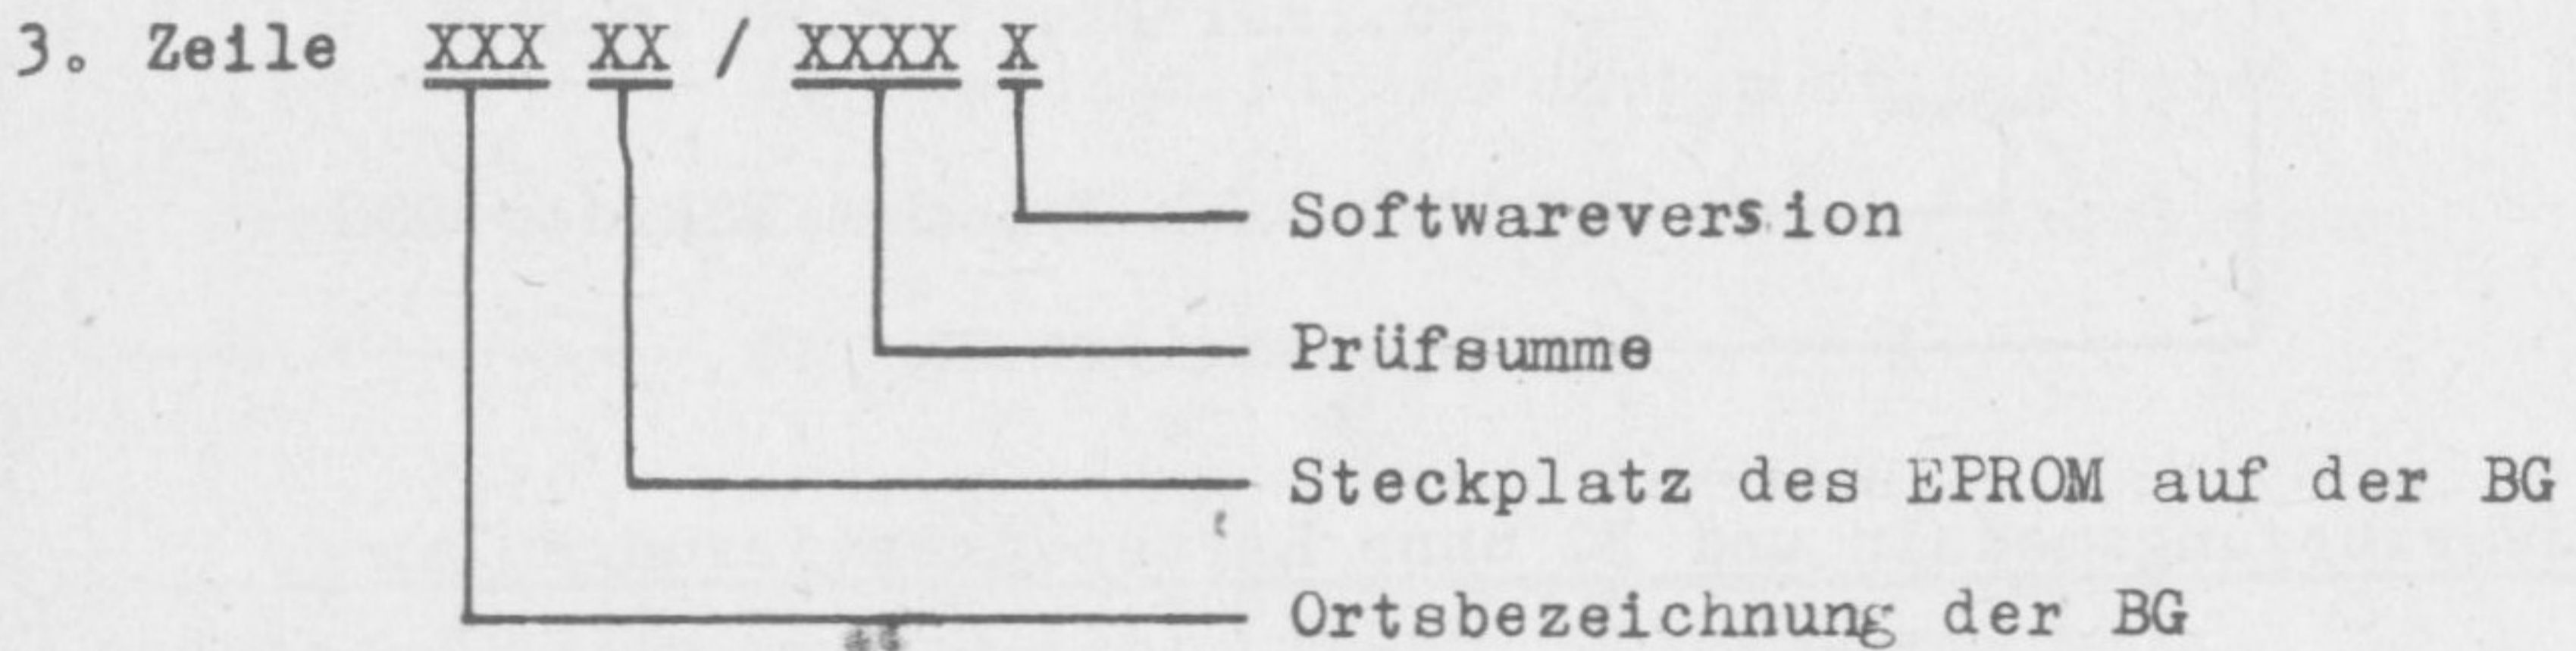 3. Zeile XXX XX / XXXX X
Softwareversion
Prüfsumme
Steckplatz des EPROM auf der BG
Ortsbezeichnung der BG